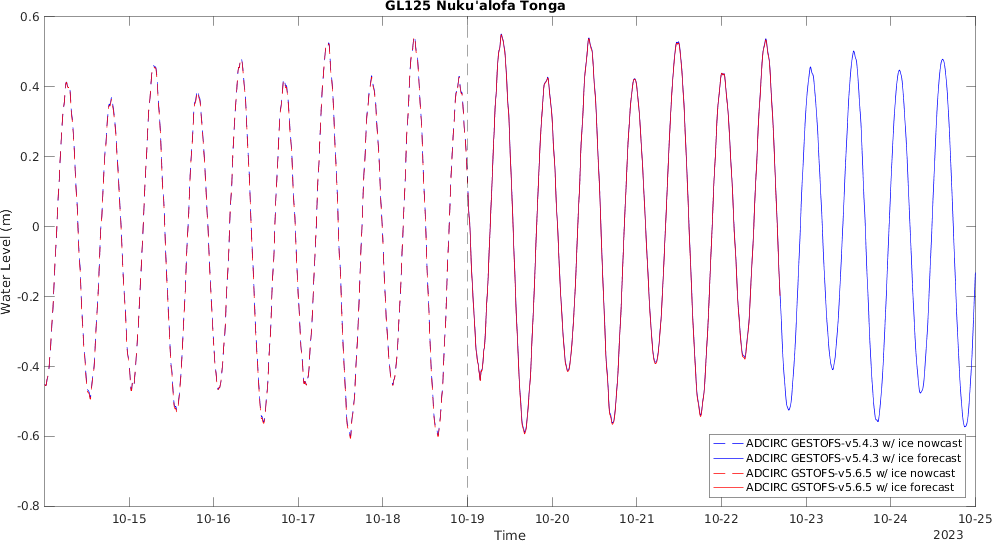 GL125 Nuku'alofa Tonga
0.6
0.4
0.2
0
-0.2
-0.4
-0.6
-0.8
Water Level (m)
ADCIRC GESTOFS-v5.4.3 w/ ice nowcast
ADCIRC GESTOFS-v5.4.3 w/ ice forecast
ADCIRC GSTOFS-v5.6.5 w/ ice nowcast
ADCIRC GSTOFS-v5.6.5 w/ ice forecast
10-15 10-16 10-17 10-18 10-19 10-20 10-21 10-22 10-23 10-24 10-25
Time
2023